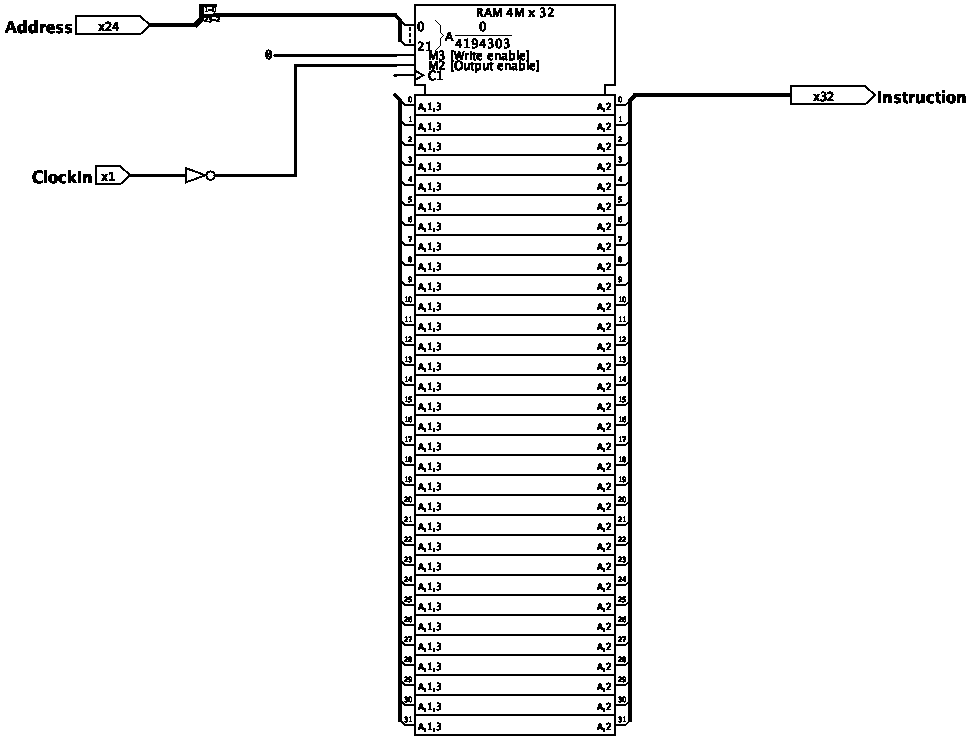 RAM 4M x 32
Address x24
0
21
A
0
4194303
0
M3 [Write enable]
M2 [Output enable]
C1
ClockIn x1
x32 Instruction
0 A,1,3 A,2 0
1 A,1,3 A,2 1
2 A,1,3 A,2 2
3 A,1,3 A,2 3
4 A,1,3 A,2 4
5 A,1,3 A,2 5
6 A,1,3 A,2 6
7 A,1,3 A,2 7
8 A,1,3 A,2 8
9 A,1,3 A,2 9
10 A,1,3 A,2 10
11 A,1,3 A,2 11
12 A,1,3 A,2 12
13 A,1,3 A,2 13
14 A,1,3 A,2 14
15 A,1,3 A,2 15
16 A,1,3 A,2 16
17 A,1,3 A,2 17
18 A,1,3 A,2 18
19 A,1,3 A,2 19
20 A,1,3 A,2 20
21 A,1,3 A,2 21
22 A,1,3 A,2 22
23 A,1,3 A,2 23
24 A,1,3 A,2 24
25 A,1,3 A,2 25
26 A,1,3 A,2 26
27 A,1,3 A,2 27
28 A,1,3 A,2 28
29 A,1,3 A,2 29
30 A,1,3 A,2 30
31 A,1,3 A,2 31